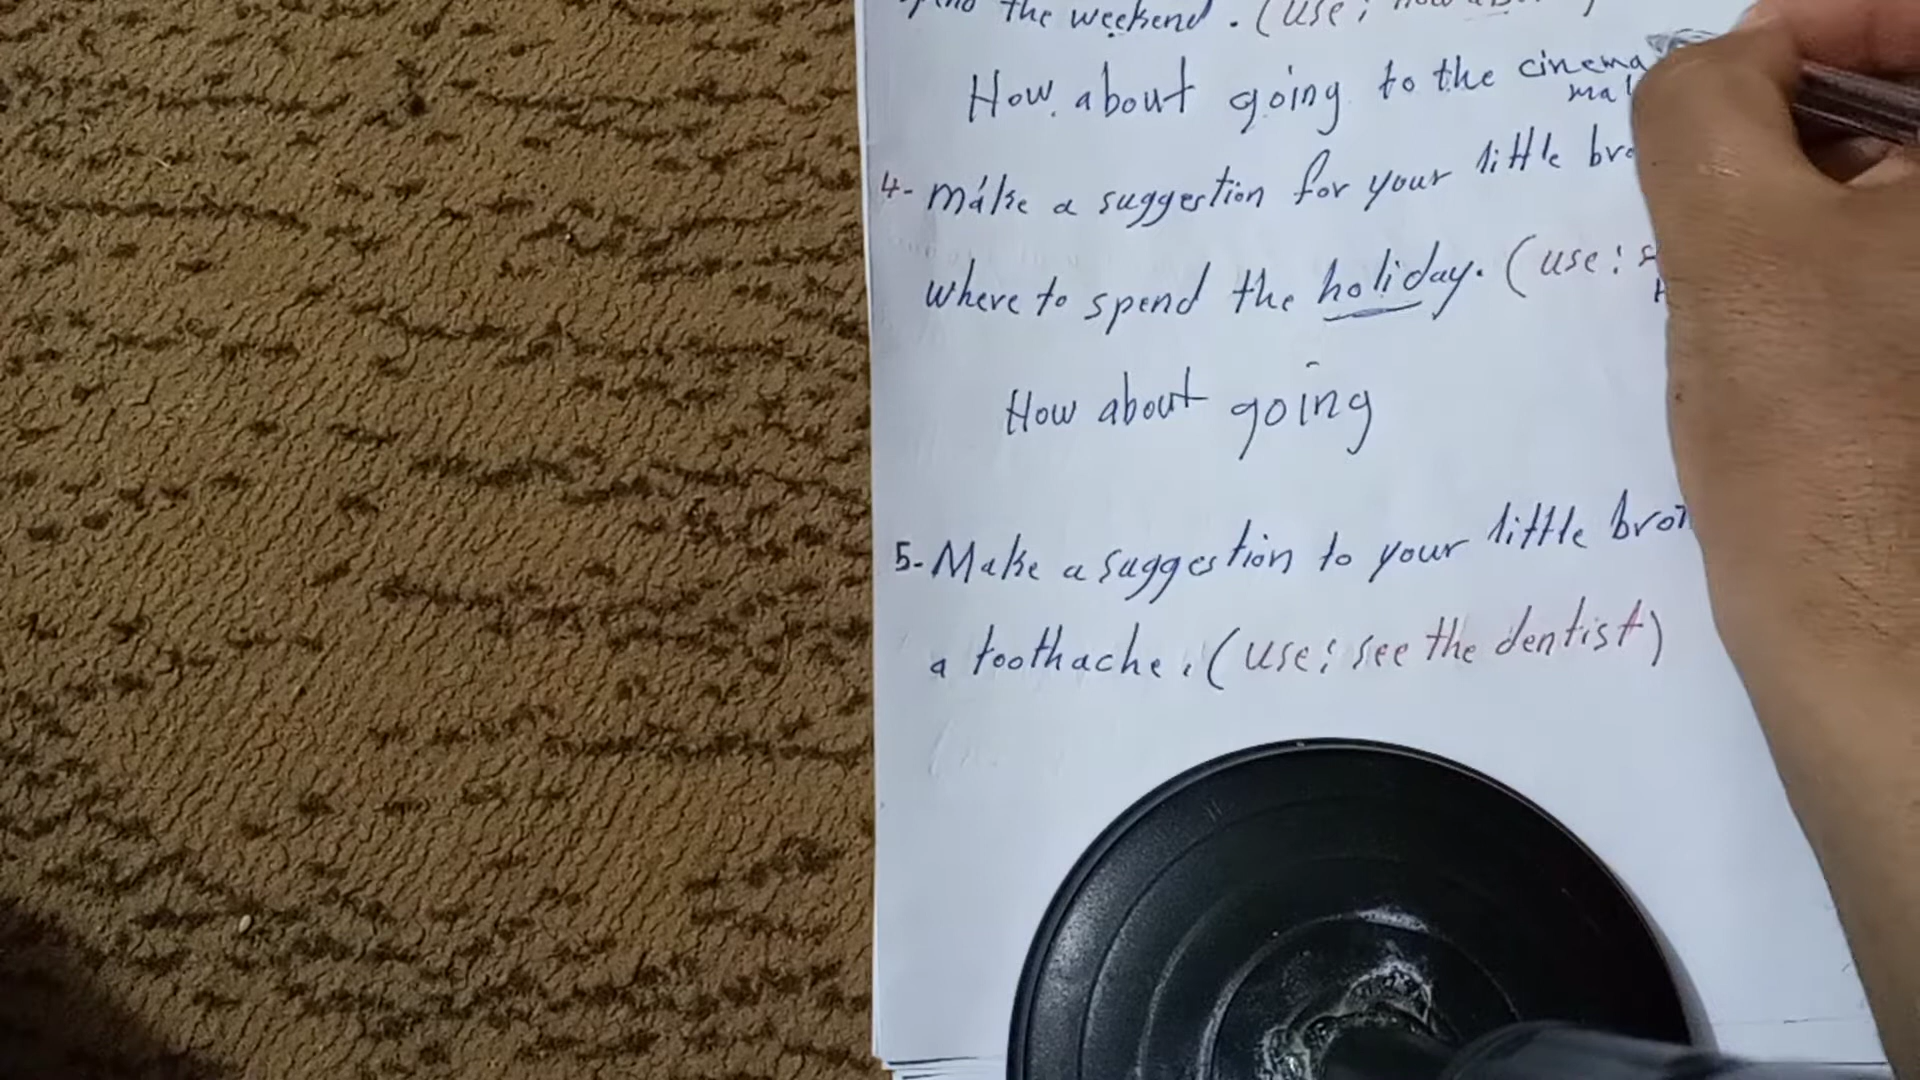 the weekend. (use:
How about going to the cinema
4- make a suggestion for your little
where to spend the holiday. (use:
How about going
5- Make a suggestion to your little
a toothache. (use: see the dentist)